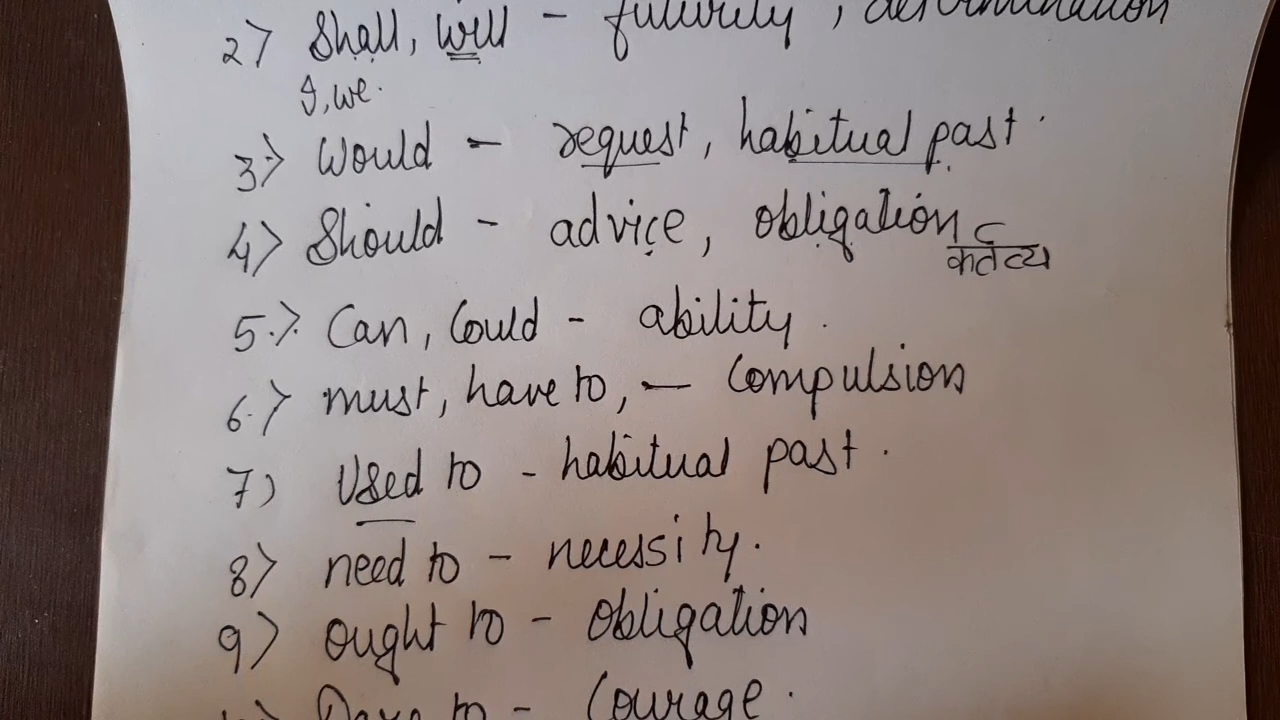 2) Shall, will - futurity, determination
I, we.
3) Would - request, habitual past.
4) Should - advice, obligation
कर्तव्य
5.) Can, Could - ability.
6.) must, have to, - Compulsion
7) Used to - habitual past.
8) need to - necessity.
9) ought to - obligation
10) Dare to - Courage.